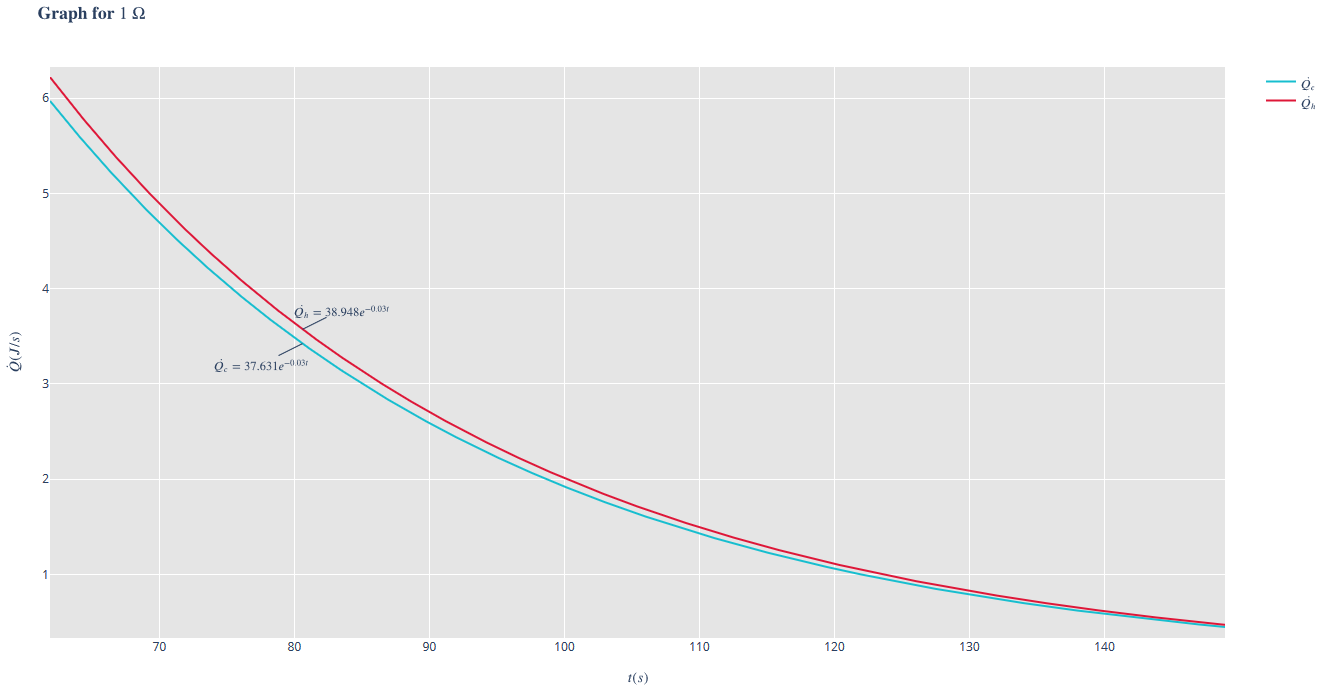 Graph for 1 Ω
Q̇c
Q̇h
6
5
4
3
2
1
Q̇h = 38.948e^−0.03t
Q̇c = 37.631e^−0.03t
Q̇(J/s)
70 80 90 100 110 120 130 140
t(s)